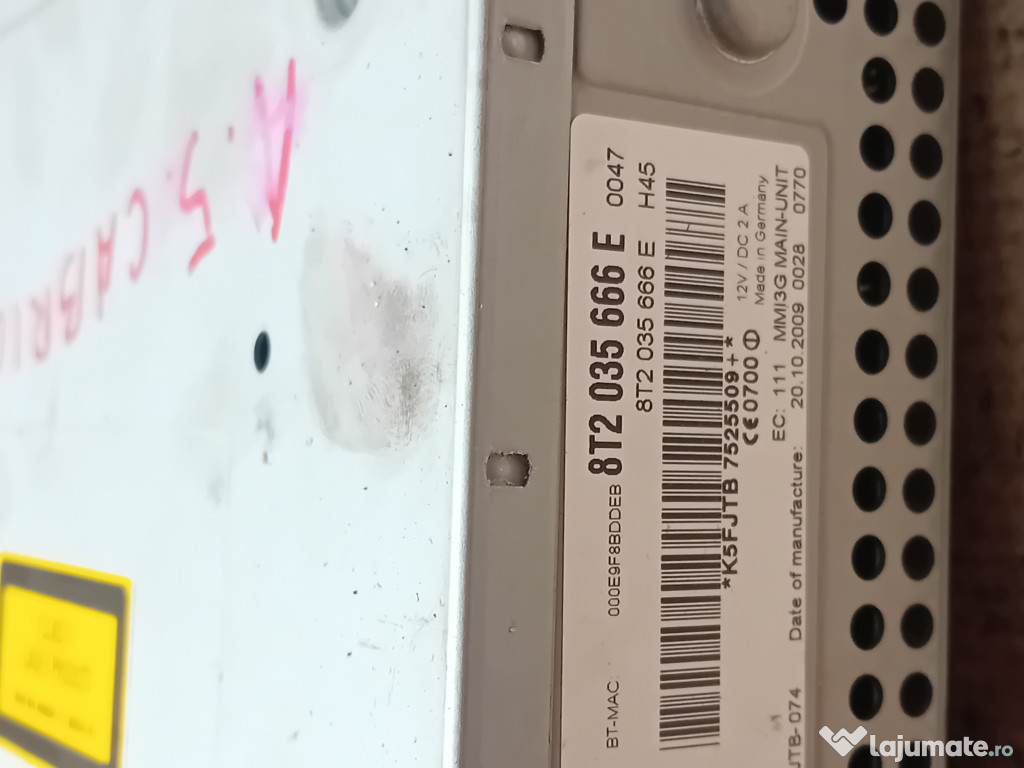 A.5. CABRIO
8T2 035 666 E 0047
8T2 035 666 E H45
BT-MAC: 000E9F8BDDEB
*K5FJTB 7525509+*
12V / DC 2 A
Made in Germany
CE 0700
EC: 111 MMI3G MAIN-UNIT
Date of manufacture: 20.10.2009 0028 0770
JTB-074
lajumate.ro